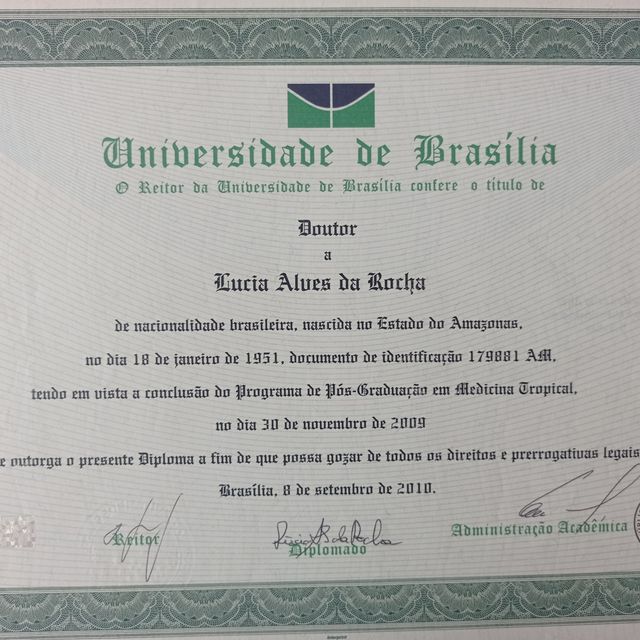 Universidade de Brasília
O Reitor da Universidade de Brasília confere o título de
Doutor
a
Lucia Alves da Rocha
de nacionalidade brasileira, nascida no Estado do Amazonas,
no dia 18 de janeiro de 1951, documento de identificação 179881 AM,
tendo em vista a conclusão do Programa de Pós-Graduação em Medicina Tropical,
no dia 30 de novembro de 2009
e outorga o presente Diploma a fim de que possa gozar de todos os direitos e prerrogativas legais
Brasília, 8 de setembro de 2010.
Reitor
Diplomado
Administração Acadêmica